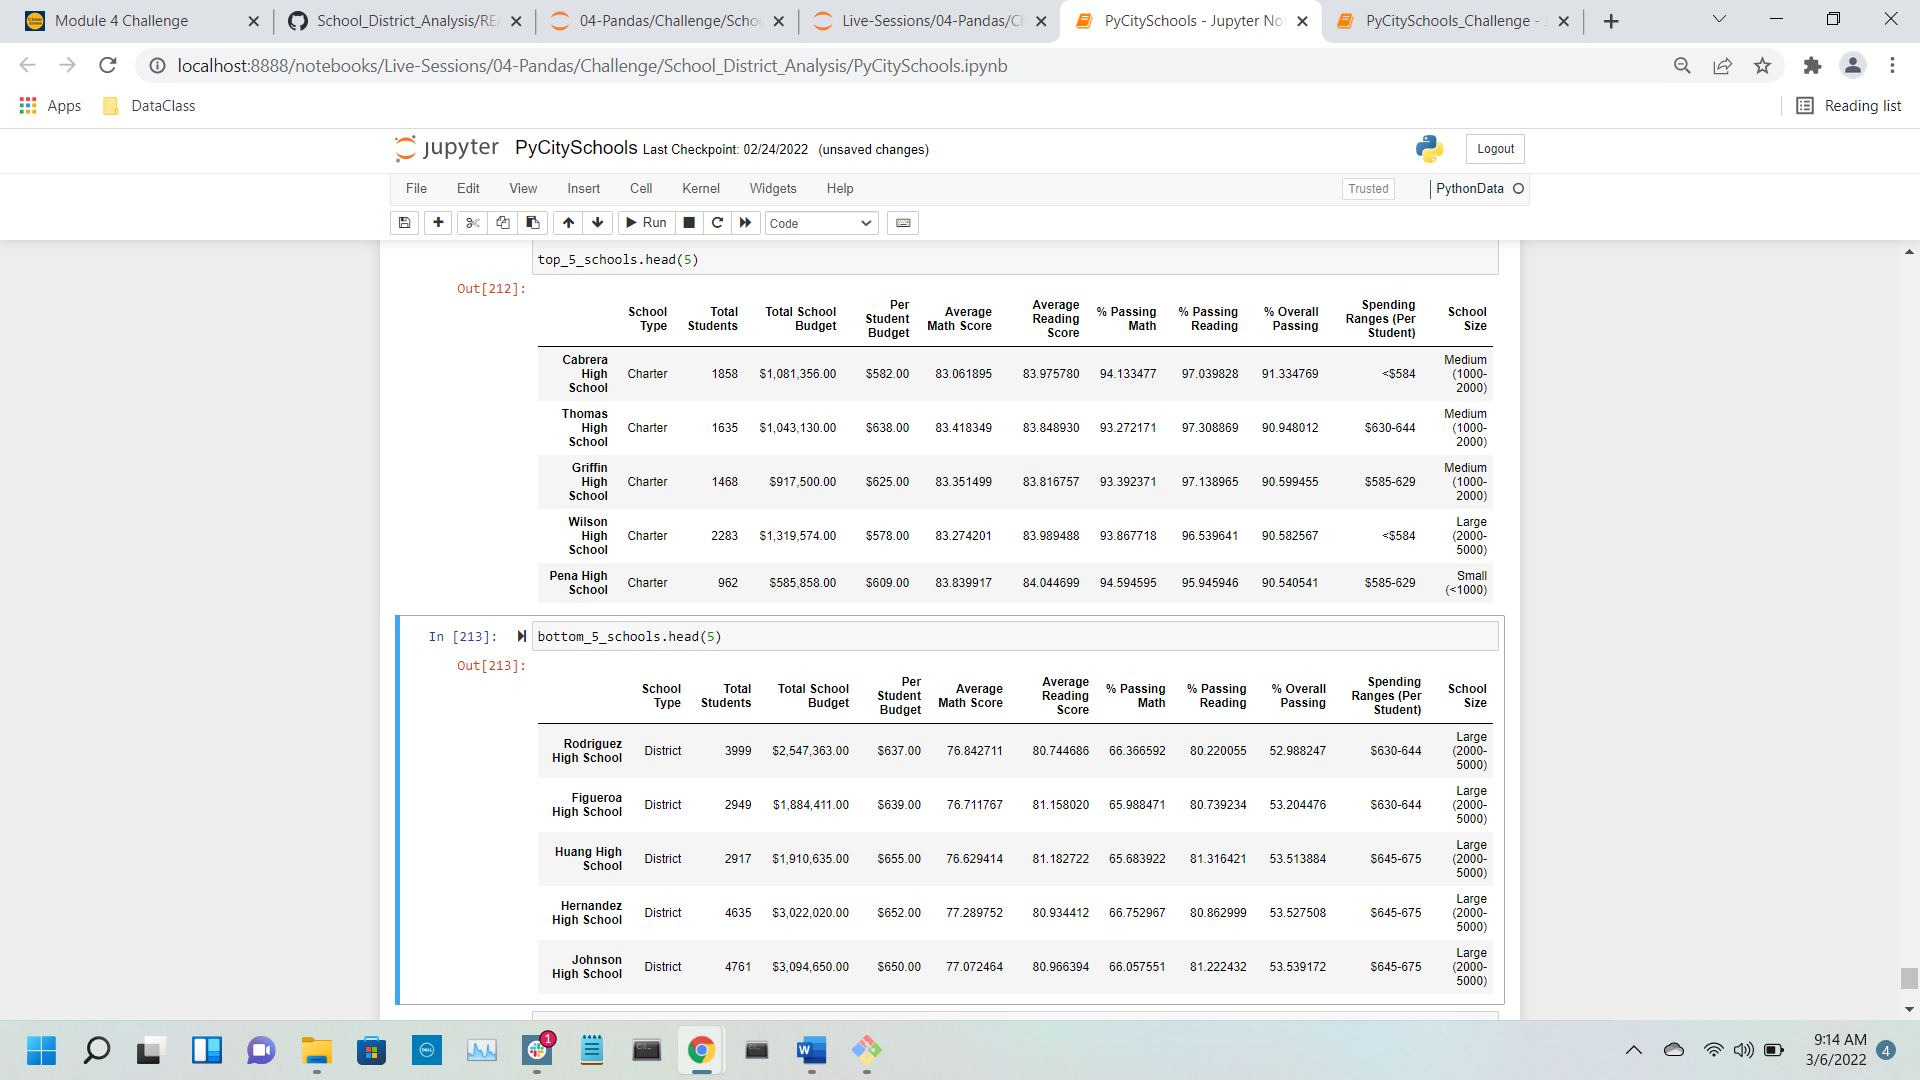 Module 4 Challenge
School_District_Analysis/RE
04-Pandas/Challenge/Schoo
Live-Sessions/04-Pandas/Ch
PyCitySchools - Jupyter No
PyCitySchools_Challenge - J
localhost:8888/notebooks/Live-Sessions/04-Pandas/Challenge/School_District_Analysis/PyCitySchools.ipynb
Apps DataClass Reading list
jupyter PyCitySchools Last Checkpoint: 02/24/2022 (unsaved changes) Logout
File Edit View Insert Cell Kernel Widgets Help Trusted PythonData
Run Code
top_5_schools.head(5)
Out[212]:
School Type Total Students Total School Budget Per Student Budget Average Math Score Average Reading Score % Passing Math % Passing Reading % Overall Passing Spending Ranges (Per Student) School Size
Cabrera High School Charter 1858 $1,081,356.00 $582.00 83.061895 83.975780 94.133477 97.039828 91.334769 <$584 Medium (1000-2000)
Thomas High School Charter 1635 $1,043,130.00 $638.00 83.418349 83.848930 93.272171 97.308869 90.948012 $630-644 Medium (1000-2000)
Griffin High School Charter 1468 $917,500.00 $625.00 83.351499 83.816757 93.392371 97.138965 90.599455 $585-629 Medium (1000-2000)
Wilson High School Charter 2283 $1,319,574.00 $578.00 83.274201 83.989488 93.867718 96.539641 90.582567 <$584 Large (2000-5000)
Pena High School Charter 962 $585,858.00 $609.00 83.839917 84.044699 94.594595 95.945946 90.540541 $585-629 Small (<1000)
In [213]: bottom_5_schools.head(5)
Out[213]:
School Type Total Students Total School Budget Per Student Budget Average Math Score Average Reading Score % Passing Math % Passing Reading % Overall Passing Spending Ranges (Per Student) School Size
Rodriguez High School District 3999 $2,547,363.00 $637.00 76.842711 80.744686 66.366592 80.220055 52.988247 $630-644 Large (2000-5000)
Figueroa High School District 2949 $1,884,411.00 $639.00 76.711767 81.158020 65.988471 80.739234 53.204476 $630-644 Large (2000-5000)
Huang High School District 2917 $1,910,635.00 $655.00 76.629414 81.182722 65.683922 81.316421 53.513884 $645-675 Large (2000-5000)
Hernandez High School District 4635 $3,022,020.00 $652.00 77.289752 80.934412 66.752967 80.862999 53.527508 $645-675 Large (2000-5000)
Johnson High School District 4761 $3,094,650.00 $650.00 77.072464 80.966394 66.057551 81.222432 53.539172 $645-675 Large (2000-5000)
DELL
1
W
9:14 AM
3/6/2022
4